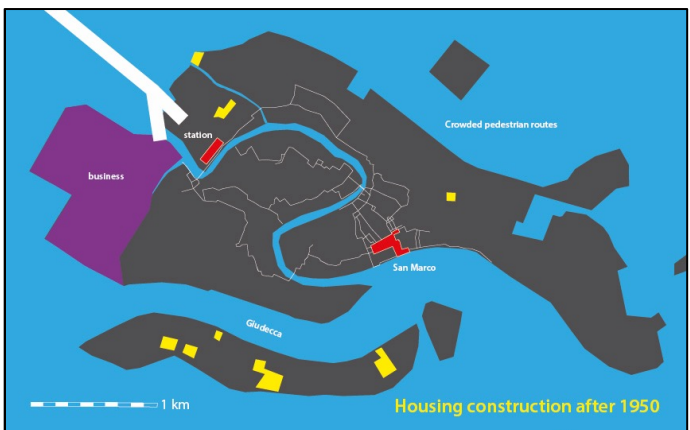 Crowded pedestrian routes
station
business
San Marco
Giudecca
1 km
Housing construction after 1950